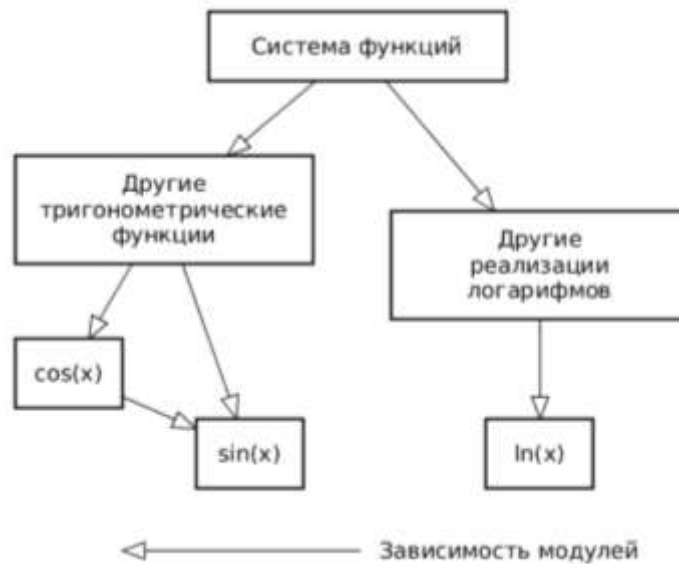 Система функций
Другие
тригонометрические
функции
Другие
реализации
логарифмов
cos(x)
sin(x)
ln(x)
Зависимость модулей